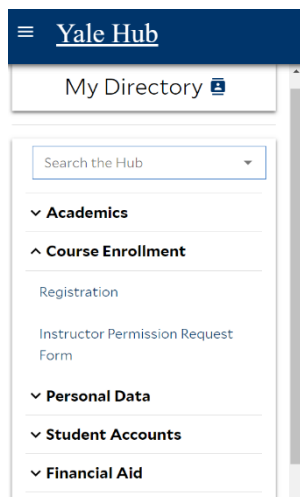 Yale Hub
My Directory
Search the Hub
Academics
Course Enrollment
Registration
Instructor Permission Request
Form
Personal Data
Student Accounts
Financial Aid